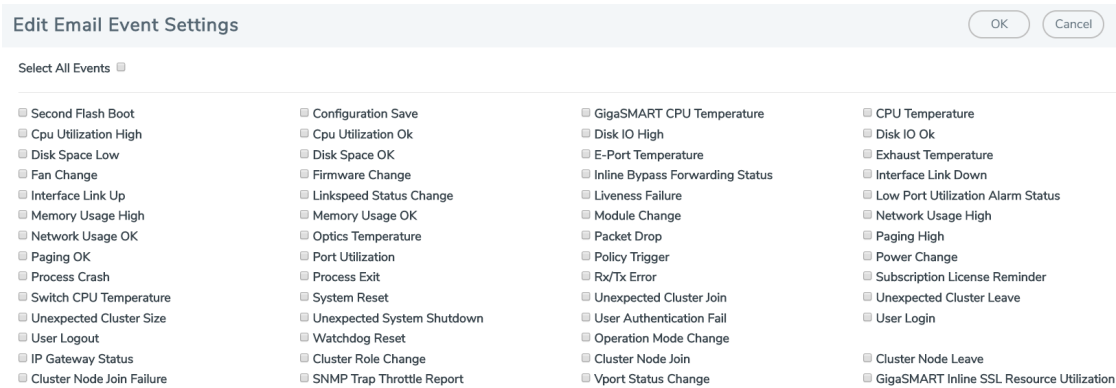 Edit Email Event Settings OK Cancel
Select All Events
Second Flash Boot Configuration Save GigaSMART CPU Temperature CPU Temperature
Cpu Utilization High Cpu Utilization Ok Disk IO High Disk IO Ok
Disk Space Low Disk Space OK E-Port Temperature Exhaust Temperature
Fan Change Firmware Change Inline Bypass Forwarding Status Interface Link Down
Interface Link Up Linkspeed Status Change Liveness Failure Low Port Utilization Alarm Status
Memory Usage High Memory Usage OK Module Change Network Usage High
Network Usage OK Optics Temperature Packet Drop Paging High
Paging OK Port Utilization Policy Trigger Power Change
Process Crash Process Exit Rx/Tx Error Subscription License Reminder
Switch CPU Temperature System Reset Unexpected Cluster Join Unexpected Cluster Leave
Unexpected Cluster Size Unexpected System Shutdown User Authentication Fail User Login
User Logout Watchdog Reset Operation Mode Change
IP Gateway Status Cluster Role Change Cluster Node Join Cluster Node Leave
Cluster Node Join Failure SNMP Trap Throttle Report Vport Status Change GigaSMART Inline SSL Resource Utilization